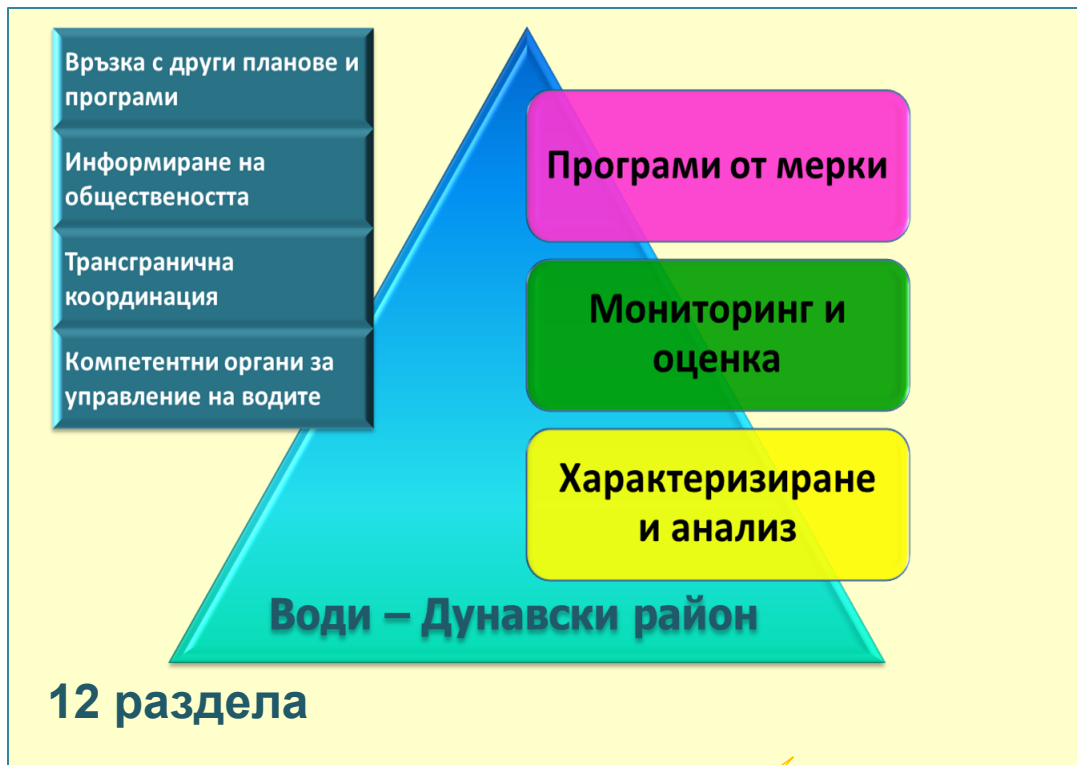 Връзка с други планове и
програми
Информиране на
обществеността
Трансгранична
координация
Компетентни органи за
управление на водите
Програми от мерки
Мониторинг и
оценка
Характеризиране
и анализ
Води – Дунавски район
12 раздела